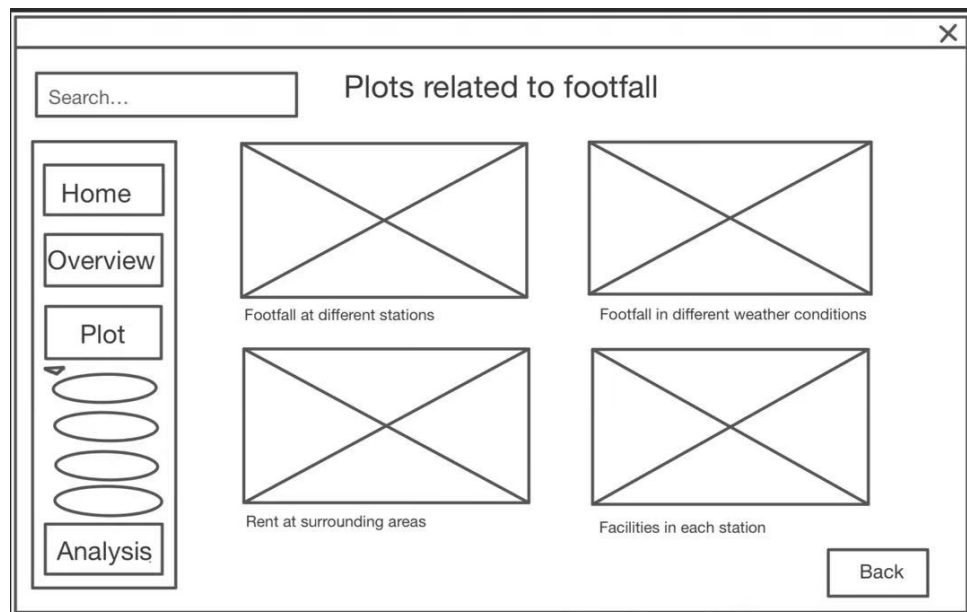 Plots related to footfall
Search...
Home
Overview
Plot
Analysis
Footfall at different stations
Footfall in different weather conditions
Rent at surrounding areas
Facilities in each station
Back